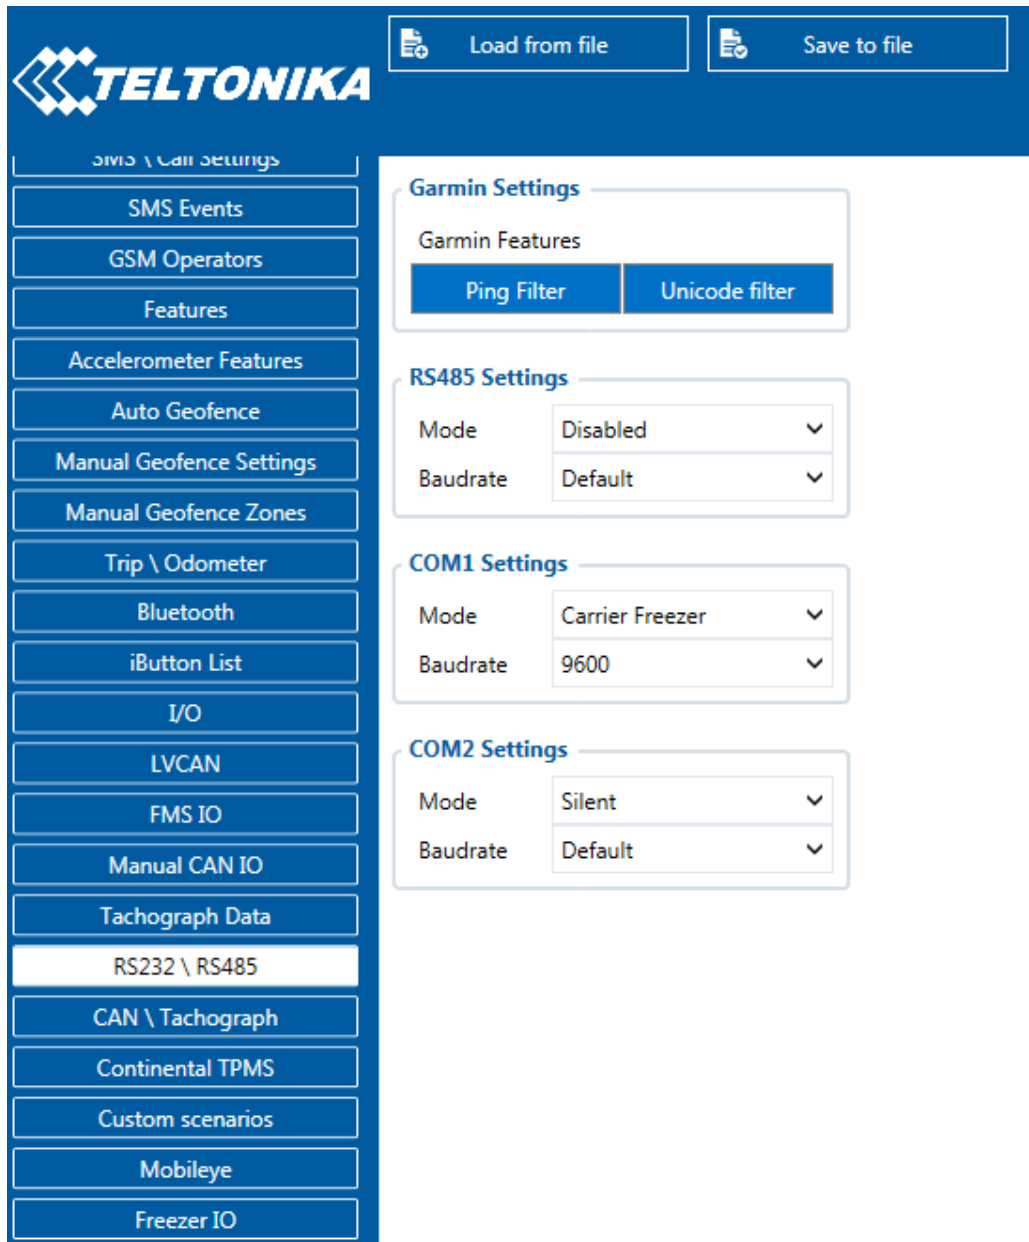 Load from file
Save to file
TELTONIKA
SMS \ Call Settings
SMS Events
GSM Operators
Features
Accelerometer Features
Auto Geofence
Manual Geofence Settings
Manual Geofence Zones
Trip \ Odometer
Bluetooth
iButton List
I/O
LVCAN
FMS IO
Manual CAN IO
Tachograph Data
RS232 \ RS485
CAN \ Tachograph
Continental TPMS
Custom scenarios
Mobileye
Freezer IO
Garmin Settings
Garmin Features
Ping Filter Unicode filter
RS485 Settings
Mode Disabled
Baudrate Default
COM1 Settings
Mode Carrier Freezer
Baudrate 9600
COM2 Settings
Mode Silent
Baudrate Default